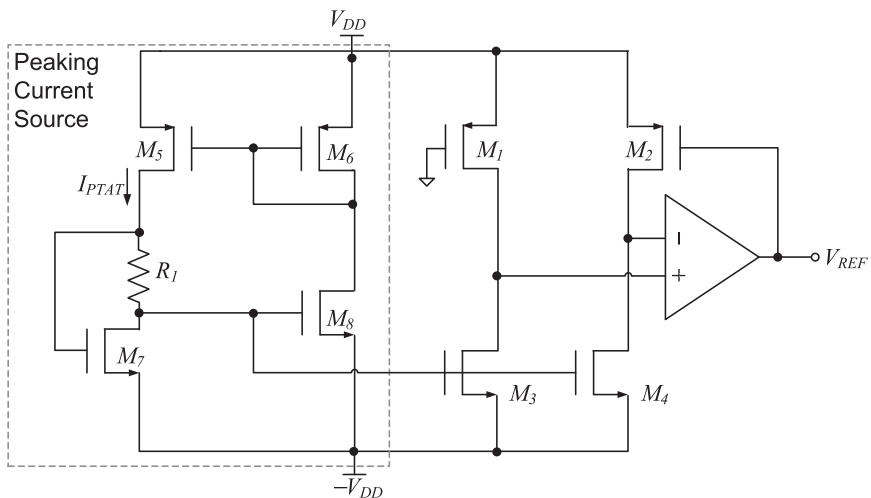 V_DD
Peaking
Current
Source
M_5
M_6
M_1
M_2
I_PTAT
R_1
V_REF
M_8
M_7
M_3
M_4
−V_DD
+